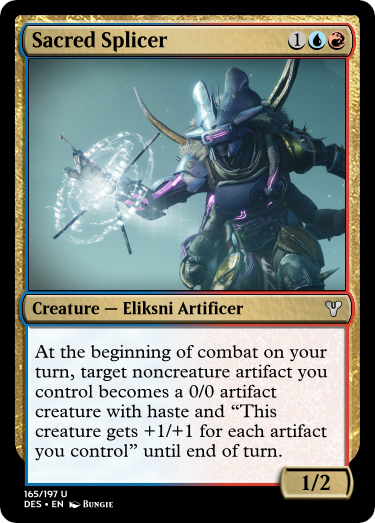 Sacred Splicer 1
Creature — Eliksni Artificer
At the beginning of combat on your
turn, target noncreature artifact you
control becomes a 0/0 artifact
creature with haste and “This
creature gets +1/+1 for each artifact
you control” until end of turn.
1/2
165/197 U
DES • EN Bungie